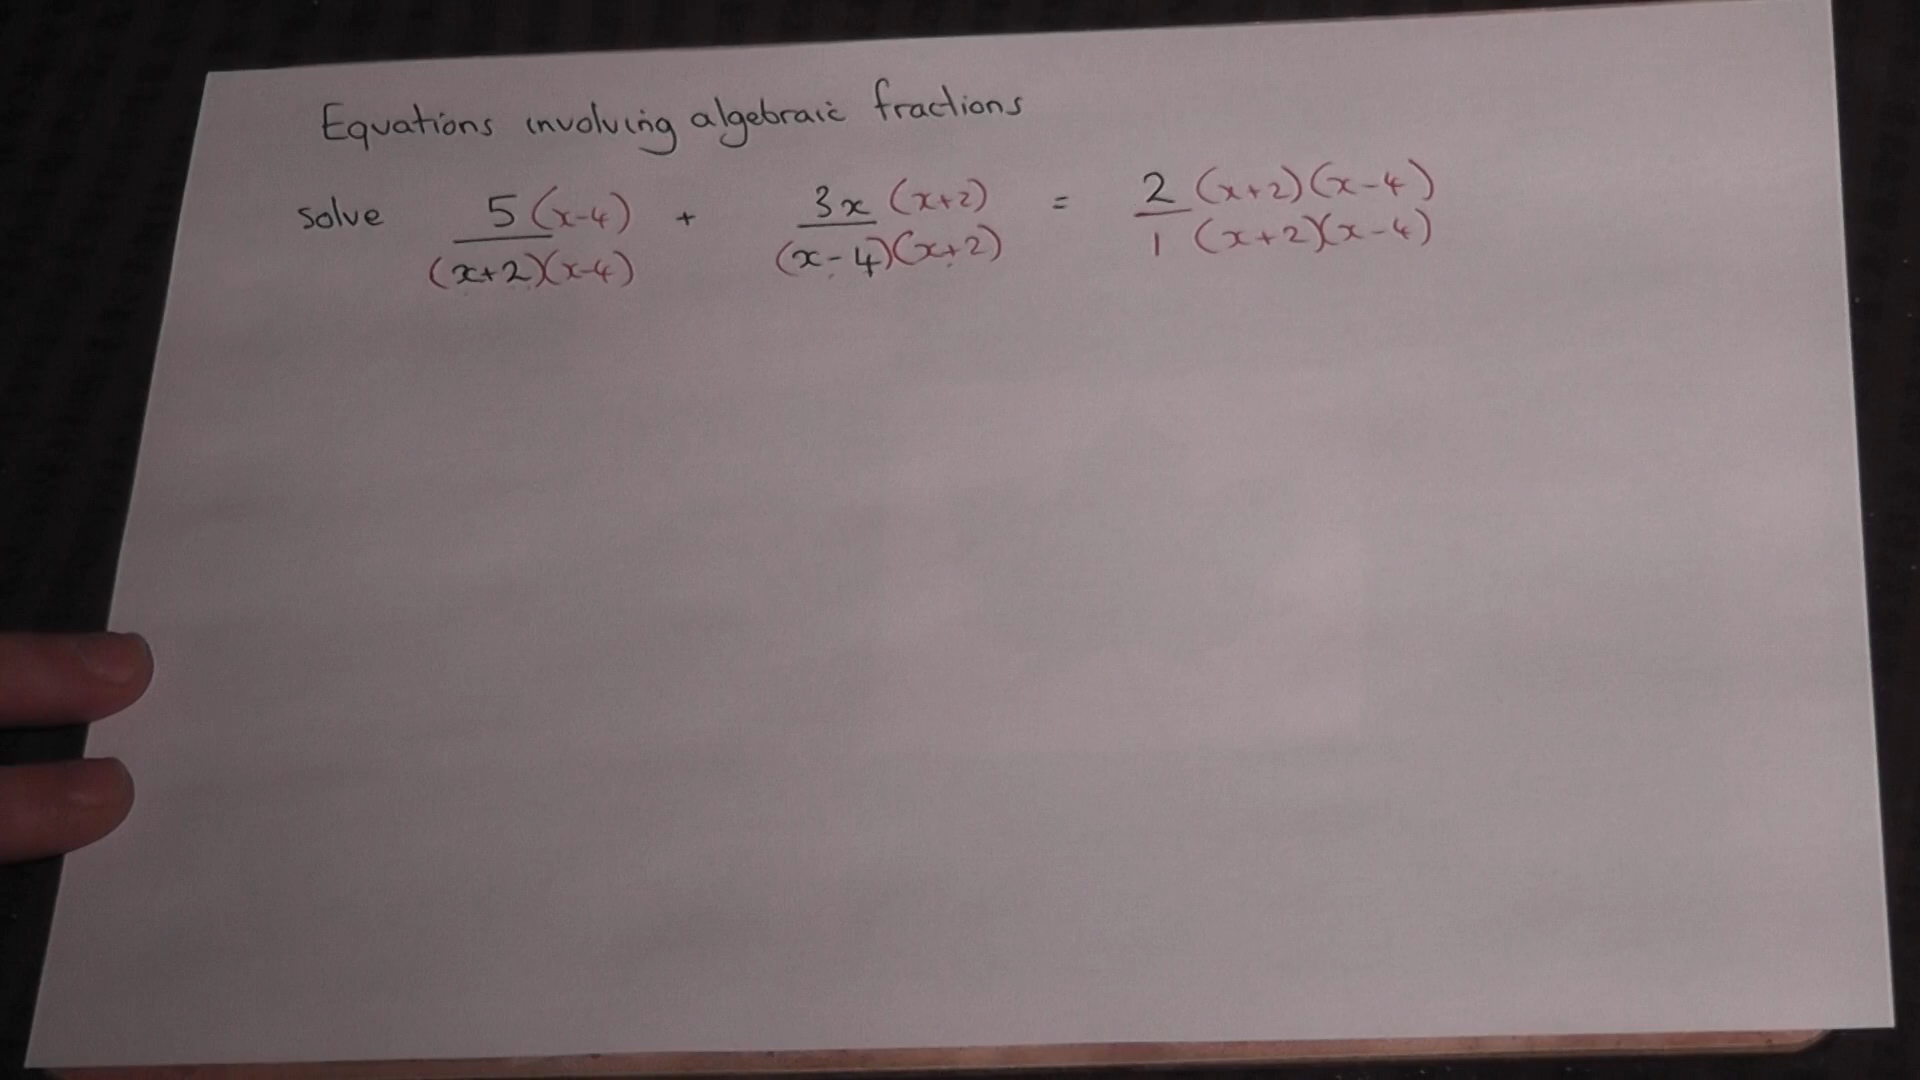 Equations involving algebraic fractions
solve 5(x-4) + 3x(x+2) = 2(x+2)(x-4)
(x+2)(x-4) (x-4)(x+2) 1(x+2)(x-4)